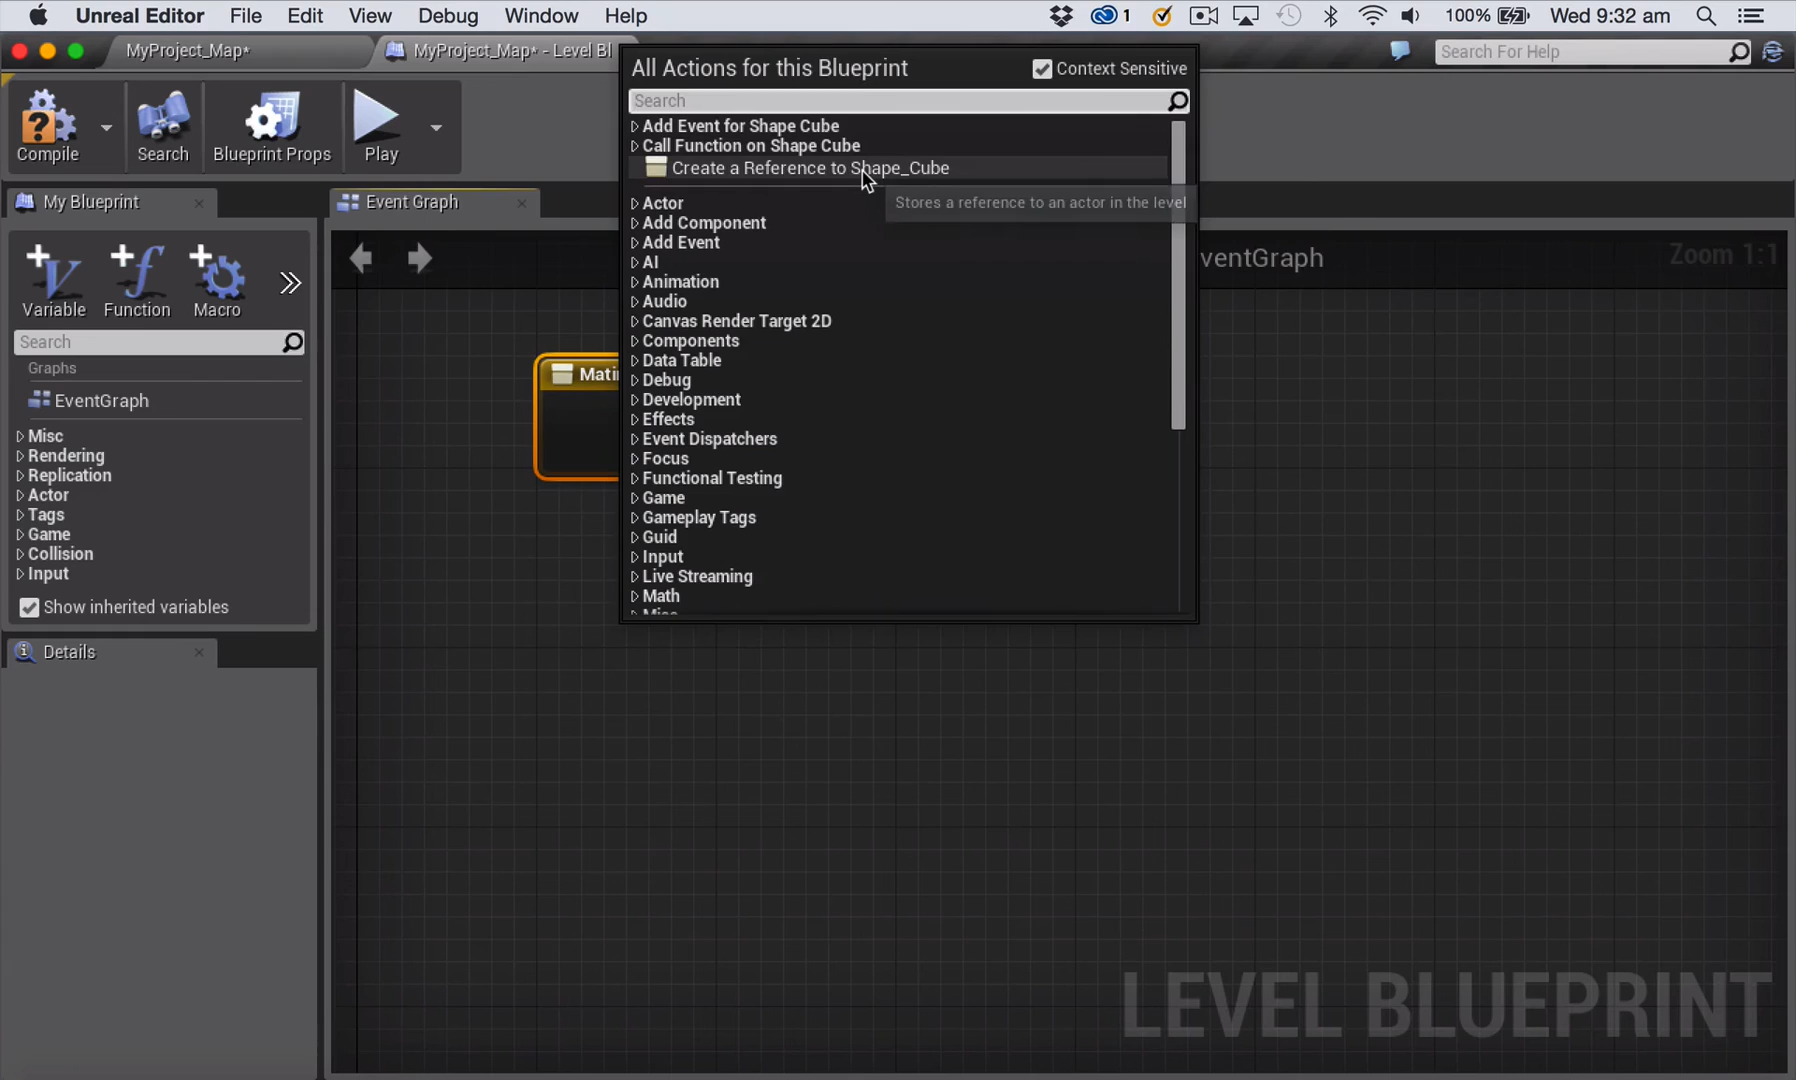 Unreal Editor File Edit View Debug Window Help 1 100% Wed 9:32 am
MyProject_Map* MyProject_Map* - Level Bl Search For Help
Compile Search Blueprint Props Play
All Actions for this Blueprint Context Sensitive
Search
Add Event for Shape Cube
Call Function on Shape Cube
Create a Reference to Shape_Cube
Stores a reference to an actor in the level
Actor
Add Component
Add Event
AI
Animation
Audio
Canvas Render Target 2D
Components
Data Table
Debug
Development
Effects
Event Dispatchers
Focus
Functional Testing
Game
Gameplay Tags
Guid
Input
Live Streaming
Math
Misc
My Blueprint
Variable Function Macro
Search
Graphs
EventGraph
Misc
Rendering
Replication
Actor
Tags
Game
Collision
Input
Show inherited variables
Details
Event Graph
ventGraph Zoom 1:1
Mati
LEVEL BLUEPRINT